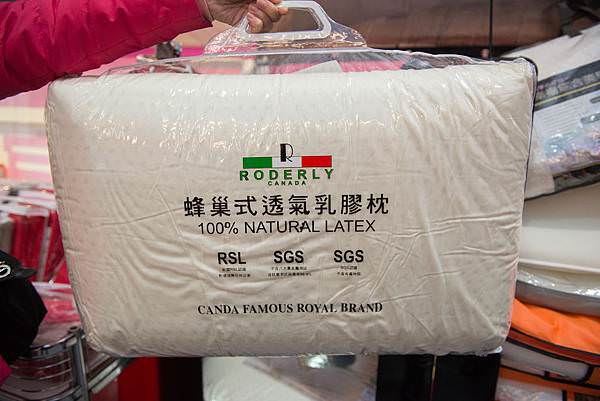 R
RODERLY
CANADA
蜂巢式透氣乳膠枕
100% NATURAL LATEX
RSL SGS SGS
CANDA FAMOUS ROYAL BRAND